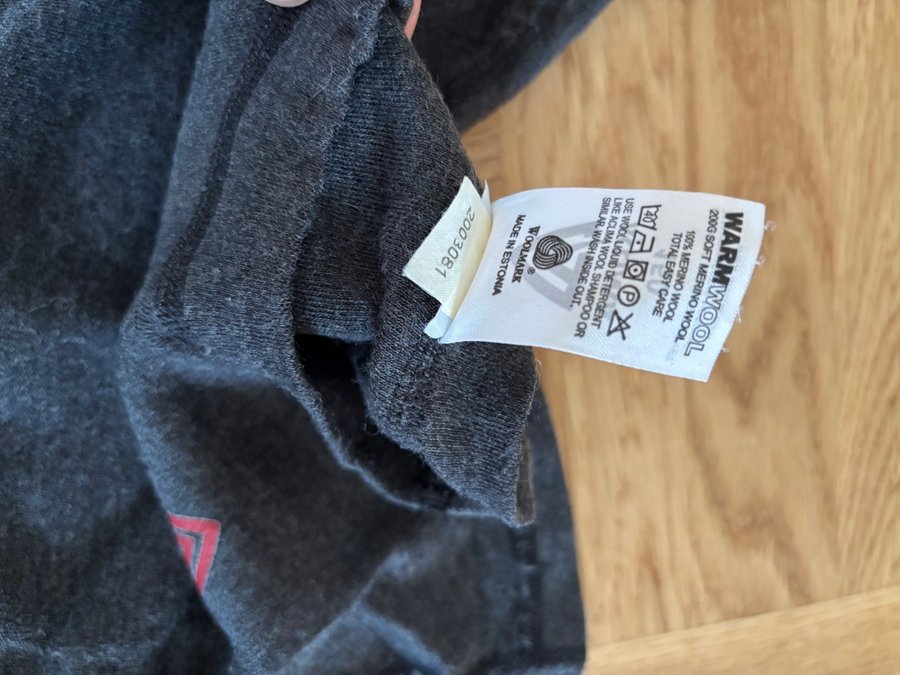 WARMWOOL
200G SOFT MERINO WOOL
100% MERINO WOOL
TOTAL EASY CARE
USE WOOL LIQUID DETERGENT
LIKE ACLIMA WOOL SHAMPOO OR
SIMILAR. WASH INSIDE OUT.
WOOLMARK
MADE IN ESTONIA
2003081